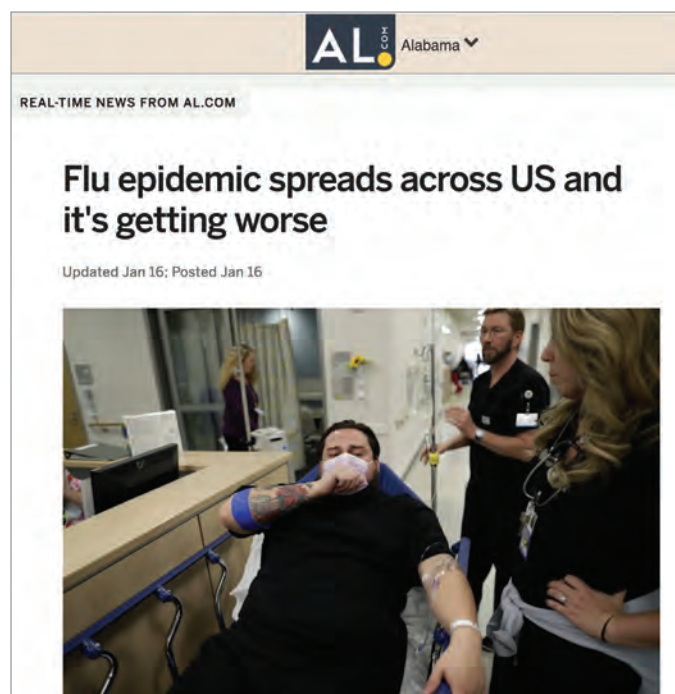 AL.COM
Alabama
REAL-TIME NEWS FROM AL.COM
Flu epidemic spreads across US and
it's getting worse
Updated Jan 16; Posted Jan 16